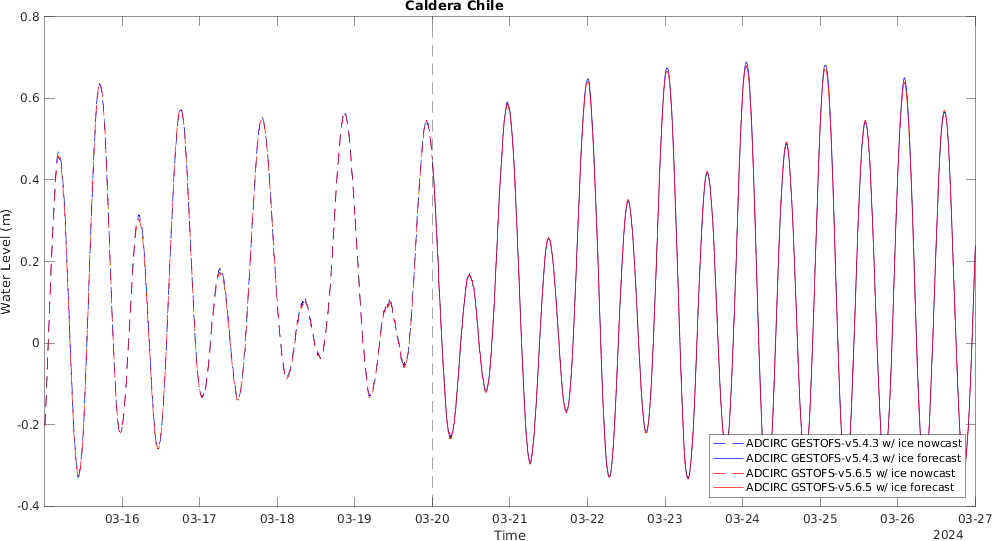 Caldera Chile
Water Level (m)
0.8
0.6
0.4
0.2
0
-0.2
-0.4
ADCIRC GESTOFS-v5.4.3 w/ ice nowcast
ADCIRC GESTOFS-v5.4.3 w/ ice forecast
ADCIRC GSTOFS-v5.6.5 w/ ice nowcast
ADCIRC GSTOFS-v5.6.5 w/ ice forecast
03-16 03-17 03-18 03-19 03-20 03-21 03-22 03-23 03-24 03-25 03-26 03-27
Time
2024